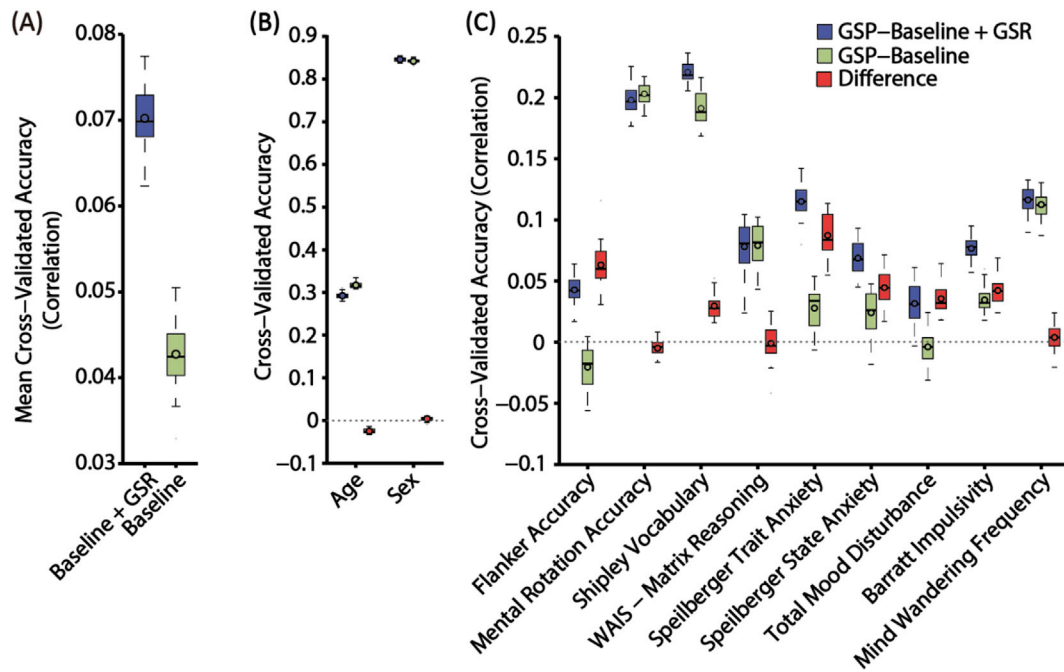 (A)
Mean Cross-Validated Accuracy
(Correlation)
0.08
0.07
0.06
0.05
0.04
0.03
Baseline + GSR
Baseline
(B)
Cross-Validated Accuracy
0.9
0.8
0.7
0.6
0.5
0.4
0.3
0.2
0.1
0
-0.1
Age
Sex
(C)
Cross-Validated Accuracy (Correlation)
0.25
0.2
0.15
0.1
0.05
0
-0.05
-0.1
GSP-Baseline + GSR
GSP-Baseline
Difference
Flanker Accuracy
Mental Rotation Accuracy
Shipley Vocabulary
WAIS - Matrix Reasoning
Speilberger Trait Anxiety
Speilberger State Anxiety
Total Mood Disturbance
Barratt Impulsivity
Mind Wandering Frequency